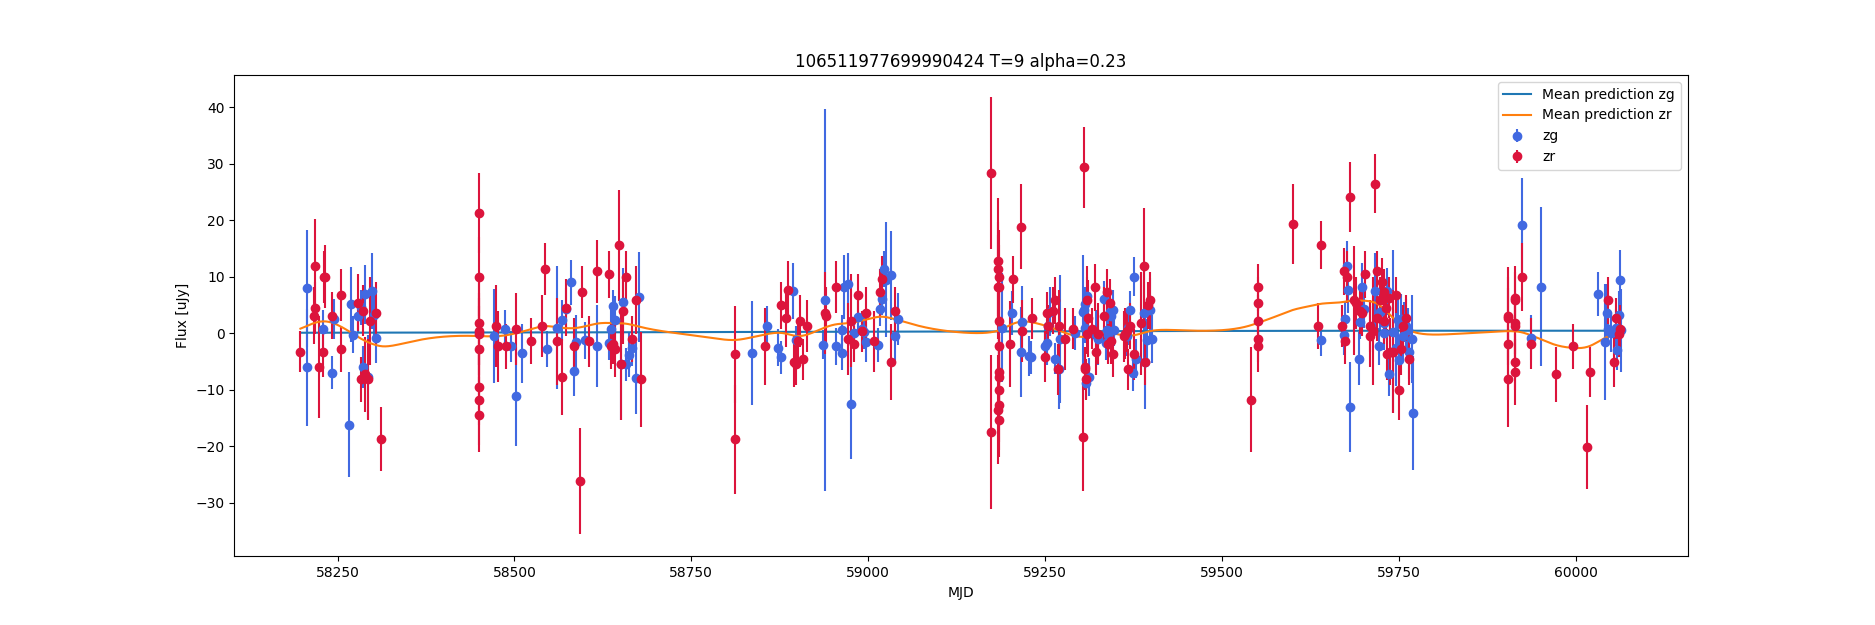 106511977699990424 T=9 alpha=0.23
Mean prediction zg
Mean prediction zr
zg
zr
Flux [uJy]
40
30
20
10
0
−10
−20
−30
58250 58500 58750 59000 59250 59500 59750 60000
MJD